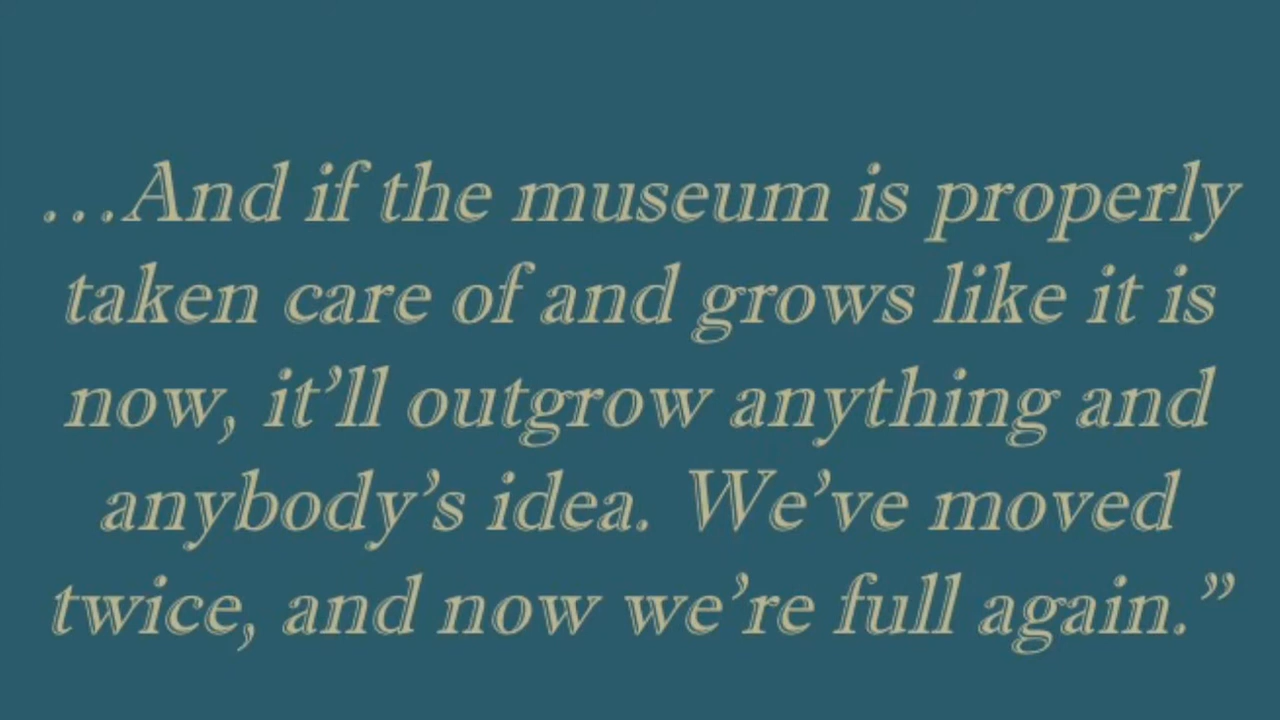 …And if the museum is properly
taken care of and grows like it is
now, it’ll outgrow anything and
anybody’s idea. We’ve moved
twice, and now we’re full again.”